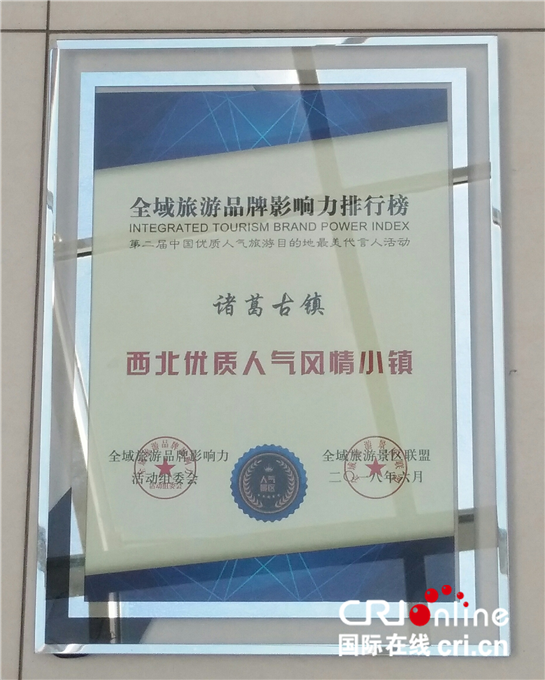 全域旅游品牌影响力排行榜
INTEGRATED TOURISM BRAND POWER INDEX
第二届中国优质人气旅游目的地最美代言人活动
诸葛古镇
西北优质人气风情小镇
全域旅游品牌影响力
活动组委会
全域旅游景区联盟
二〇一八年六月
人气
CRI online
国际在线 cri.cn